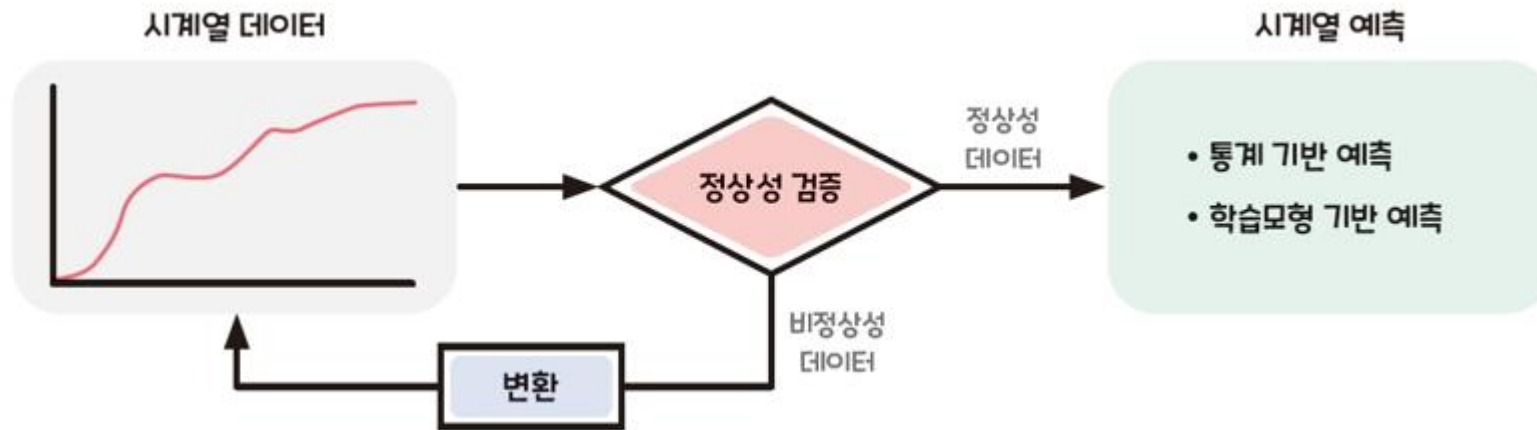 시계열 데이터
시계열 예측
정상성
데이터
정상성 검증
• 통계 기반 예측
• 학습모형 기반 예측
비정상성
데이터
변환